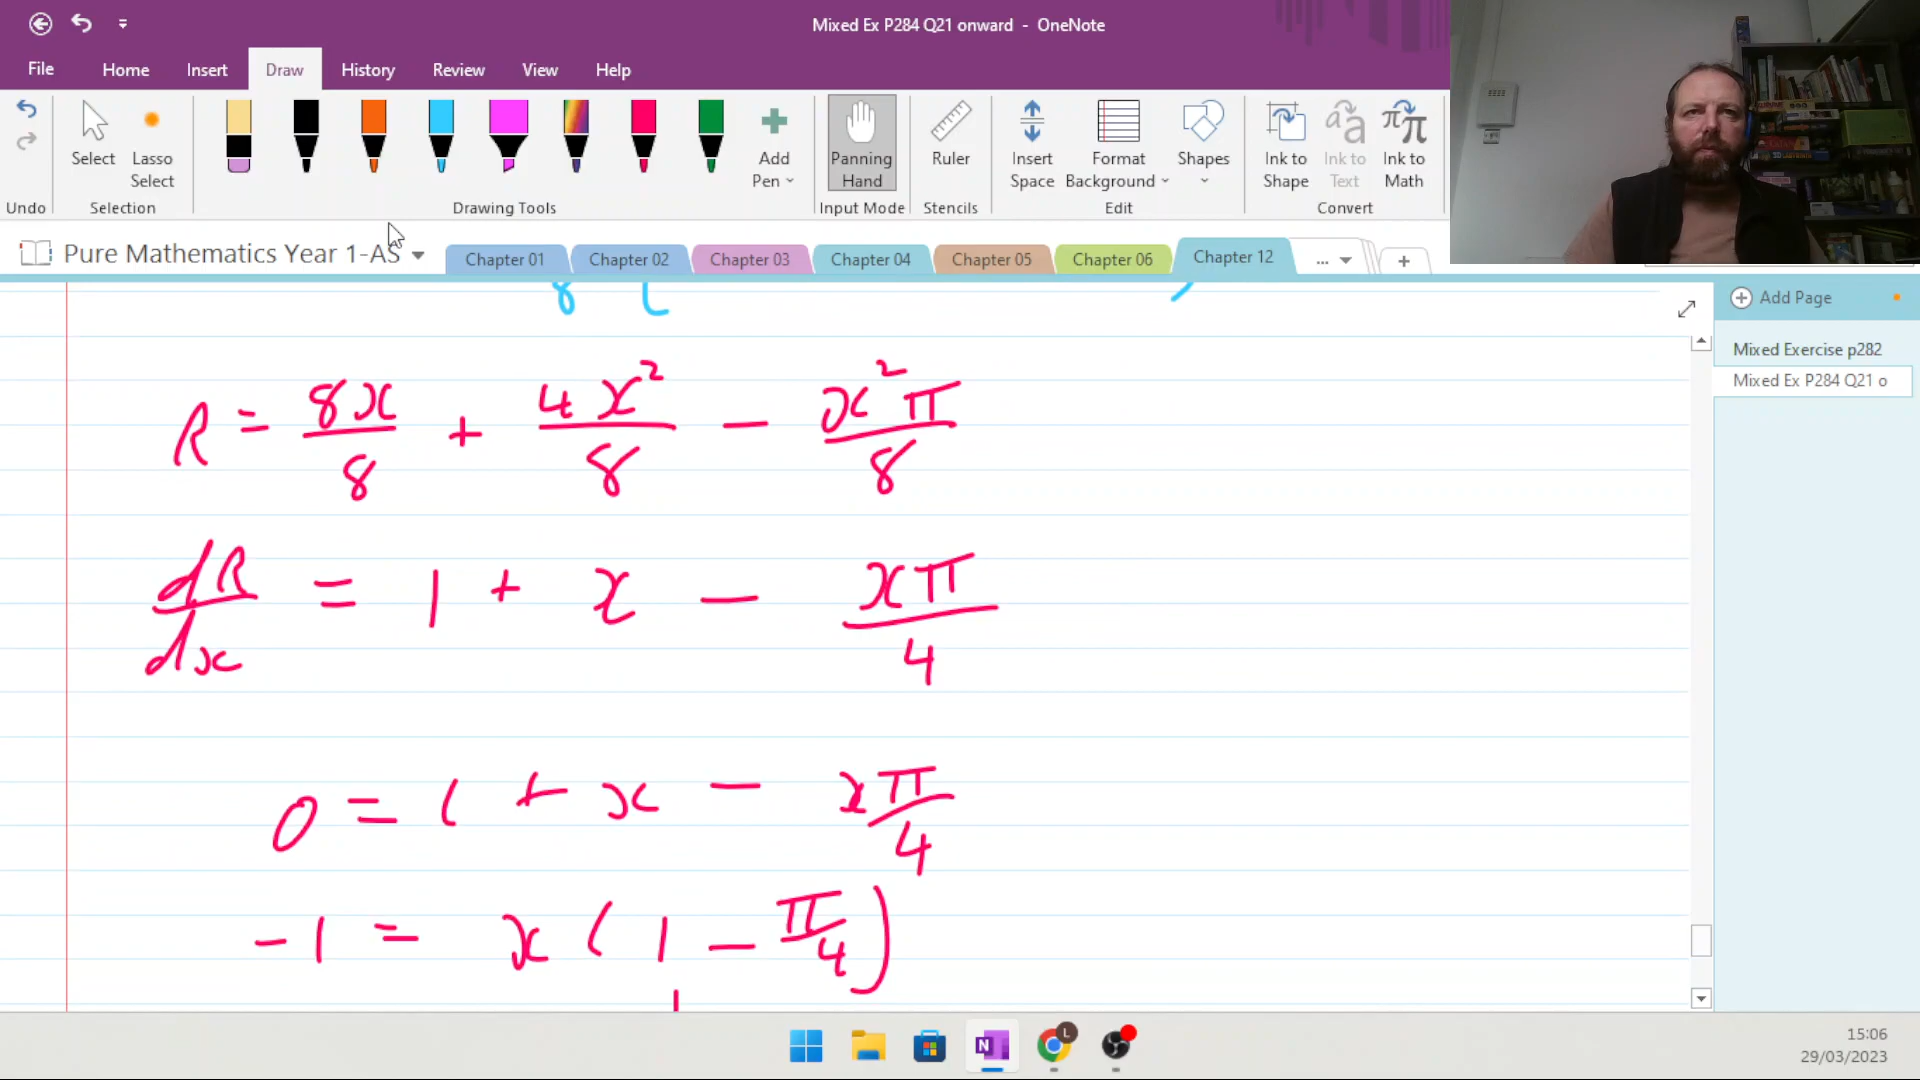 Mixed Ex P284 Q21 onward - OneNote
File Home Insert Draw History Review View Help
Select Lasso Select Add Pen Panning Hand Ruler Insert Space Format Background Shapes Ink to Shape Ink to Text Ink to Math
Undo Selection Drawing Tools Input Mode Stencils Edit Convert
Pure Mathematics Year 1-AS Chapter 01 Chapter 02 Chapter 03 Chapter 04 Chapter 05 Chapter 06 Chapter 12 ... +
Add Page
Mixed Exercise p282
Mixed Ex P284 Q21 o
8
R = 8x/8 + 4x²/8 - x²π/8
dR/dx = 1 + x - xπ/4
0 = 1 + x - xπ/4
-1 = x(1 - π/4)
15:06
29/03/2023